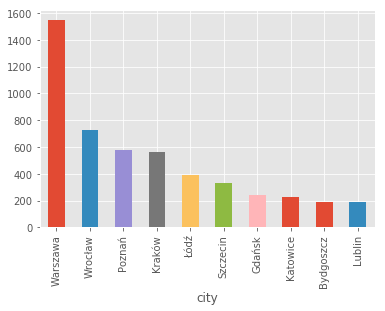 1600
1400
1200
1000
800
600
400
200
0
Warszawa
Wrocław
Poznań
Kraków
Łódź
Szczecin
Gdańsk
Katowice
Bydgoszcz
Lublin
city